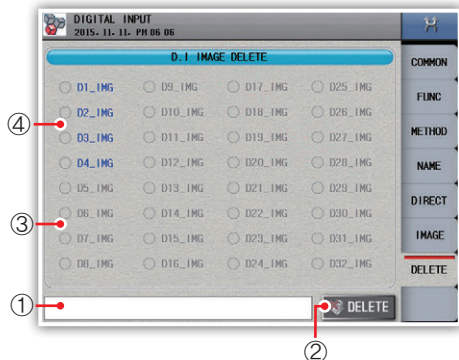 DIGITAL INPUT
2015. 11. 11. PM 06 06
D.I IMAGE DELETE
D1_IMG D9_IMG D17_IMG D25_IMG
D2_IMG D10_IMG D18_IMG D26_IMG
D3_IMG D11_IMG D19_IMG D27_IMG
D4_IMG D12_IMG D20_IMG D28_IMG
D5_IMG D13_IMG D21_IMG D29_IMG
D6_IMG D14_IMG D22_IMG D30_IMG
D7_IMG D15_IMG D23_IMG D31_IMG
D8_IMG D16_IMG D24_IMG D32_IMG
DELETE
COMMON
FUNC
METHOD
NAME
DIRECT
IMAGE
DELETE
④
③
①
②